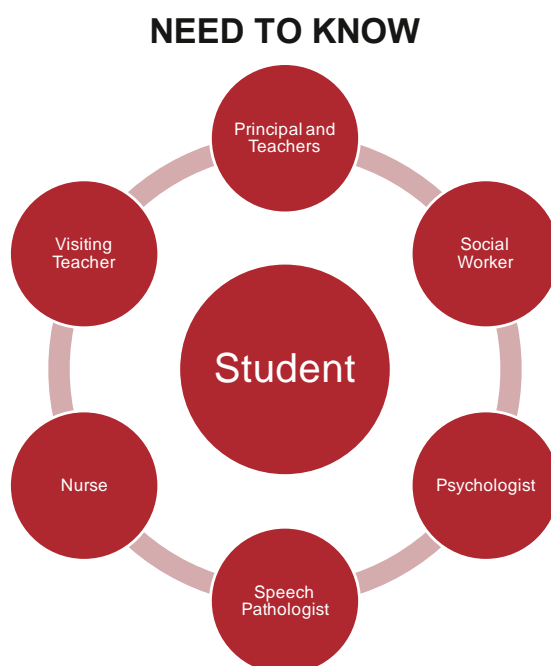 NEED TO KNOW
Principal and
Teachers
Visiting
Teacher
Social
Worker
Student
Nurse
Psychologist
Speech
Pathologist